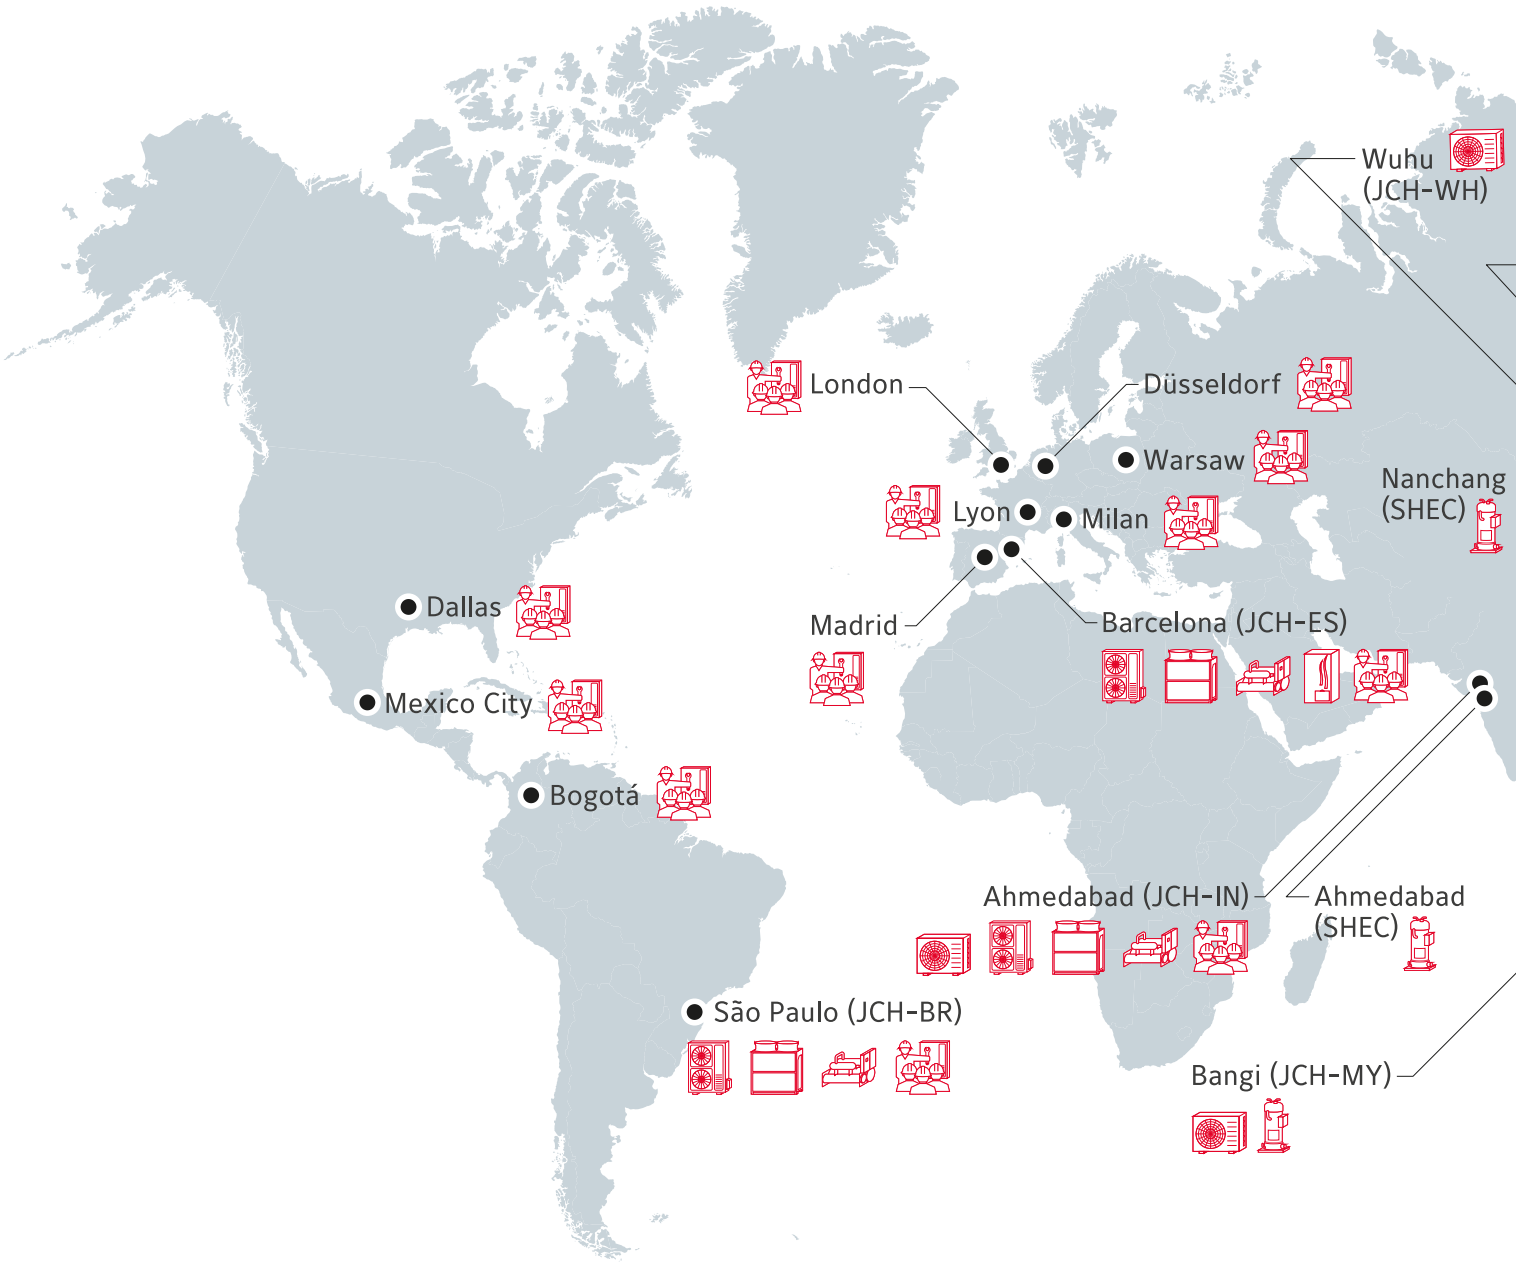 Wuhu
(JCH-WH)
London
Düsseldorf
Warsaw
Nanchang
(SHEC)
Lyon
Milan
Dallas
Madrid
Barcelona (JCH-ES)
Mexico City
Bogotá
Ahmedabad (JCH-IN)
Ahmedabad
(SHEC)
São Paulo (JCH-BR)
Bangi (JCH-MY)